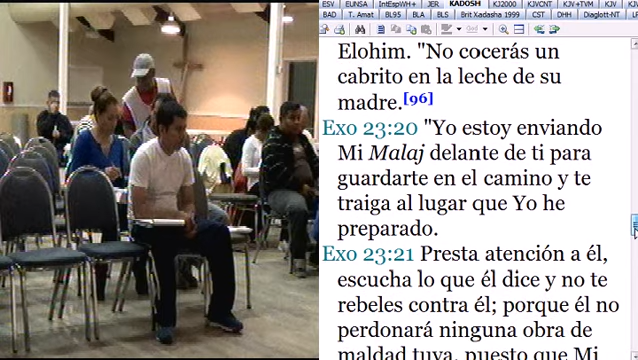 ESV EUNSA IntEspWH+ JER KADOSH KJ2000 KJVCNT KJV KJV+TVM KJ
BAD T. Amat BL95 BLA BLS Brit Xadasha 1999 CST DHH Diaglott-NT
Elohim. "No cocerás un
cabrito en la leche de su
madre.[96]
Exo 23:20 "Yo estoy enviando
Mi Malaj delante de ti para
guardarte en el camino y te
traiga al lugar que Yo he
preparado.
Exo 23:21 Presta atención a él,
escucha lo que él dice y no te
rebeles contra él; porque él no
perdonará ninguna obra de
maldad tuya, puesto que Mi